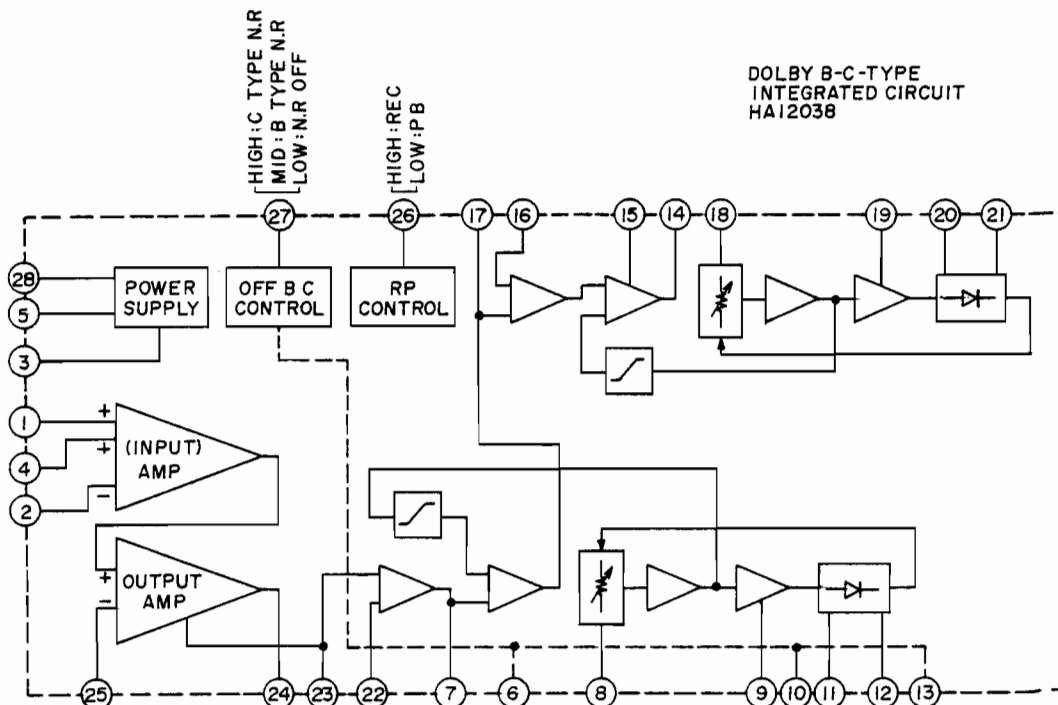 HIGH:C TYPE N.R
MID:B TYPE N.R
LOW:N.R OFF
HIGH:REC
LOW:PB
DOLBY B-C-TYPE
INTEGRATED CIRCUIT
HA12038
27
26
17
16
15
14
18
19
20
21
28
5
3
POWER
SUPPLY
OFF B C
CONTROL
RP
CONTROL
1
4
2
+
+
−
(INPUT)
AMP
+
−
OUTPUT
AMP
25
24
23
22
7
6
8
9
10
11
12
13